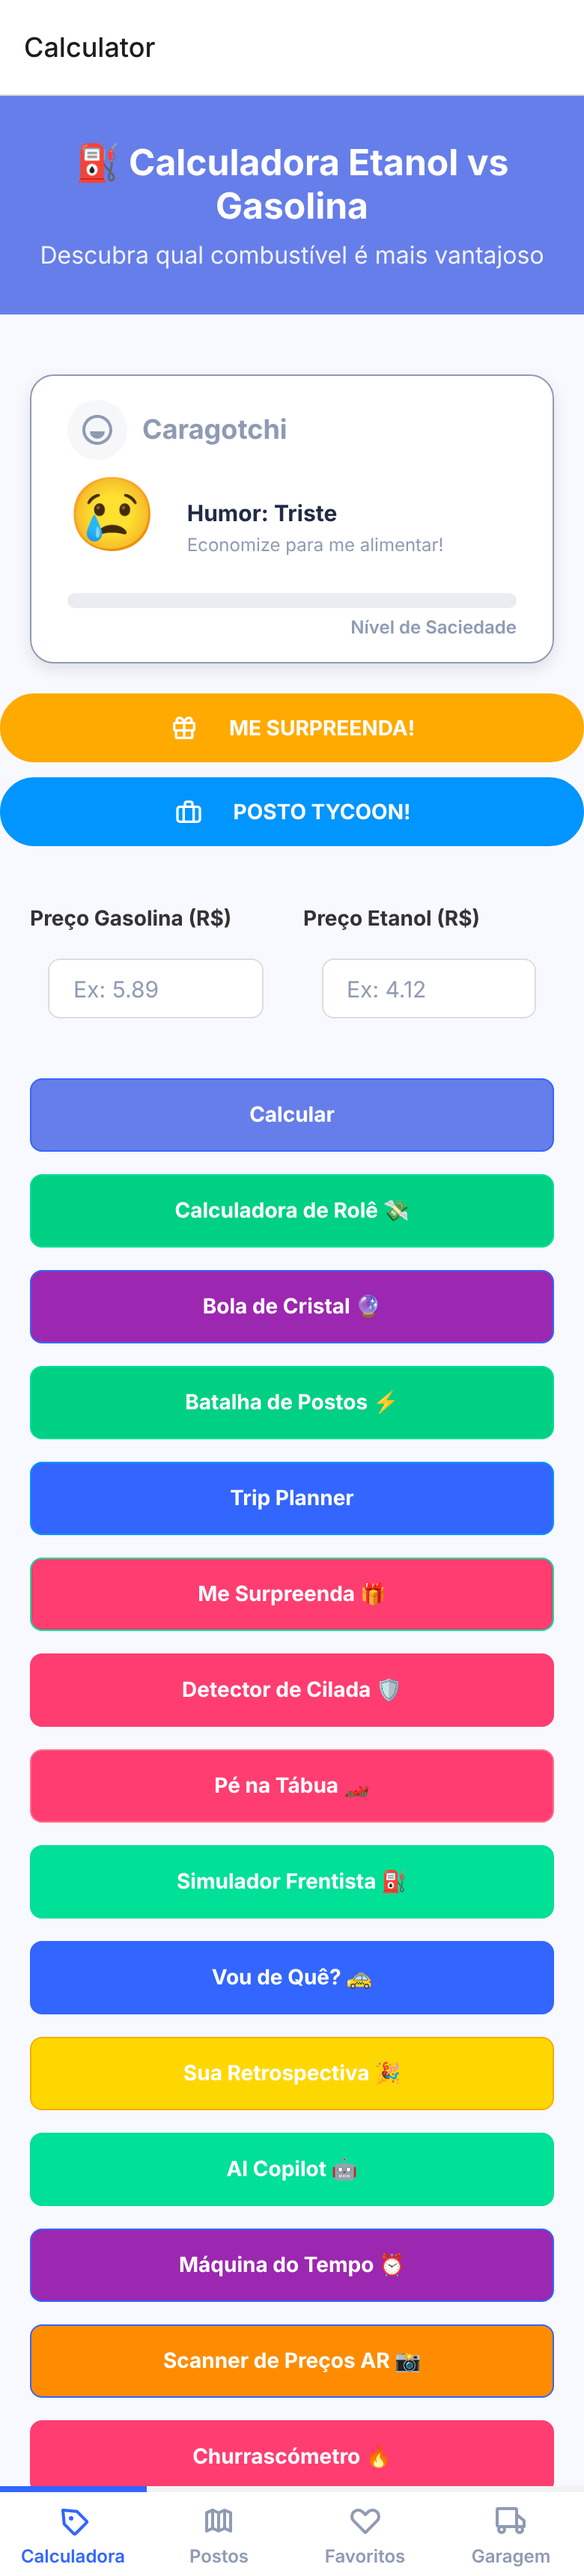 Calculator
Calculadora Etanol vs
Gasolina
Descubra qual combustível é mais vantajoso
Caragotchi
Humor: Triste
Economize para me alimentar!
Nível de Saciedade
ME SURPREENDA!
POSTO TYCOON!
Preço Gasolina (R$) Preço Etanol (R$)
Ex: 5.89 Ex: 4.12
Calcular
Calculadora de Rolê 💸
Bola de Cristal 🔮
Batalha de Postos ⚡
Trip Planner
Me Surpreenda 🎁
Detector de Cilada 🛡️
Pé na Tábua 🏎️
Simulador Frentista ⛽
Vou de Quê? 🚕
Sua Retrospectiva 🎉
AI Copilot 🤖
Máquina do Tempo ⏰
Scanner de Preços AR 📸
Churrascómetro 🔥
Calculadora Postos Favoritos Garagem